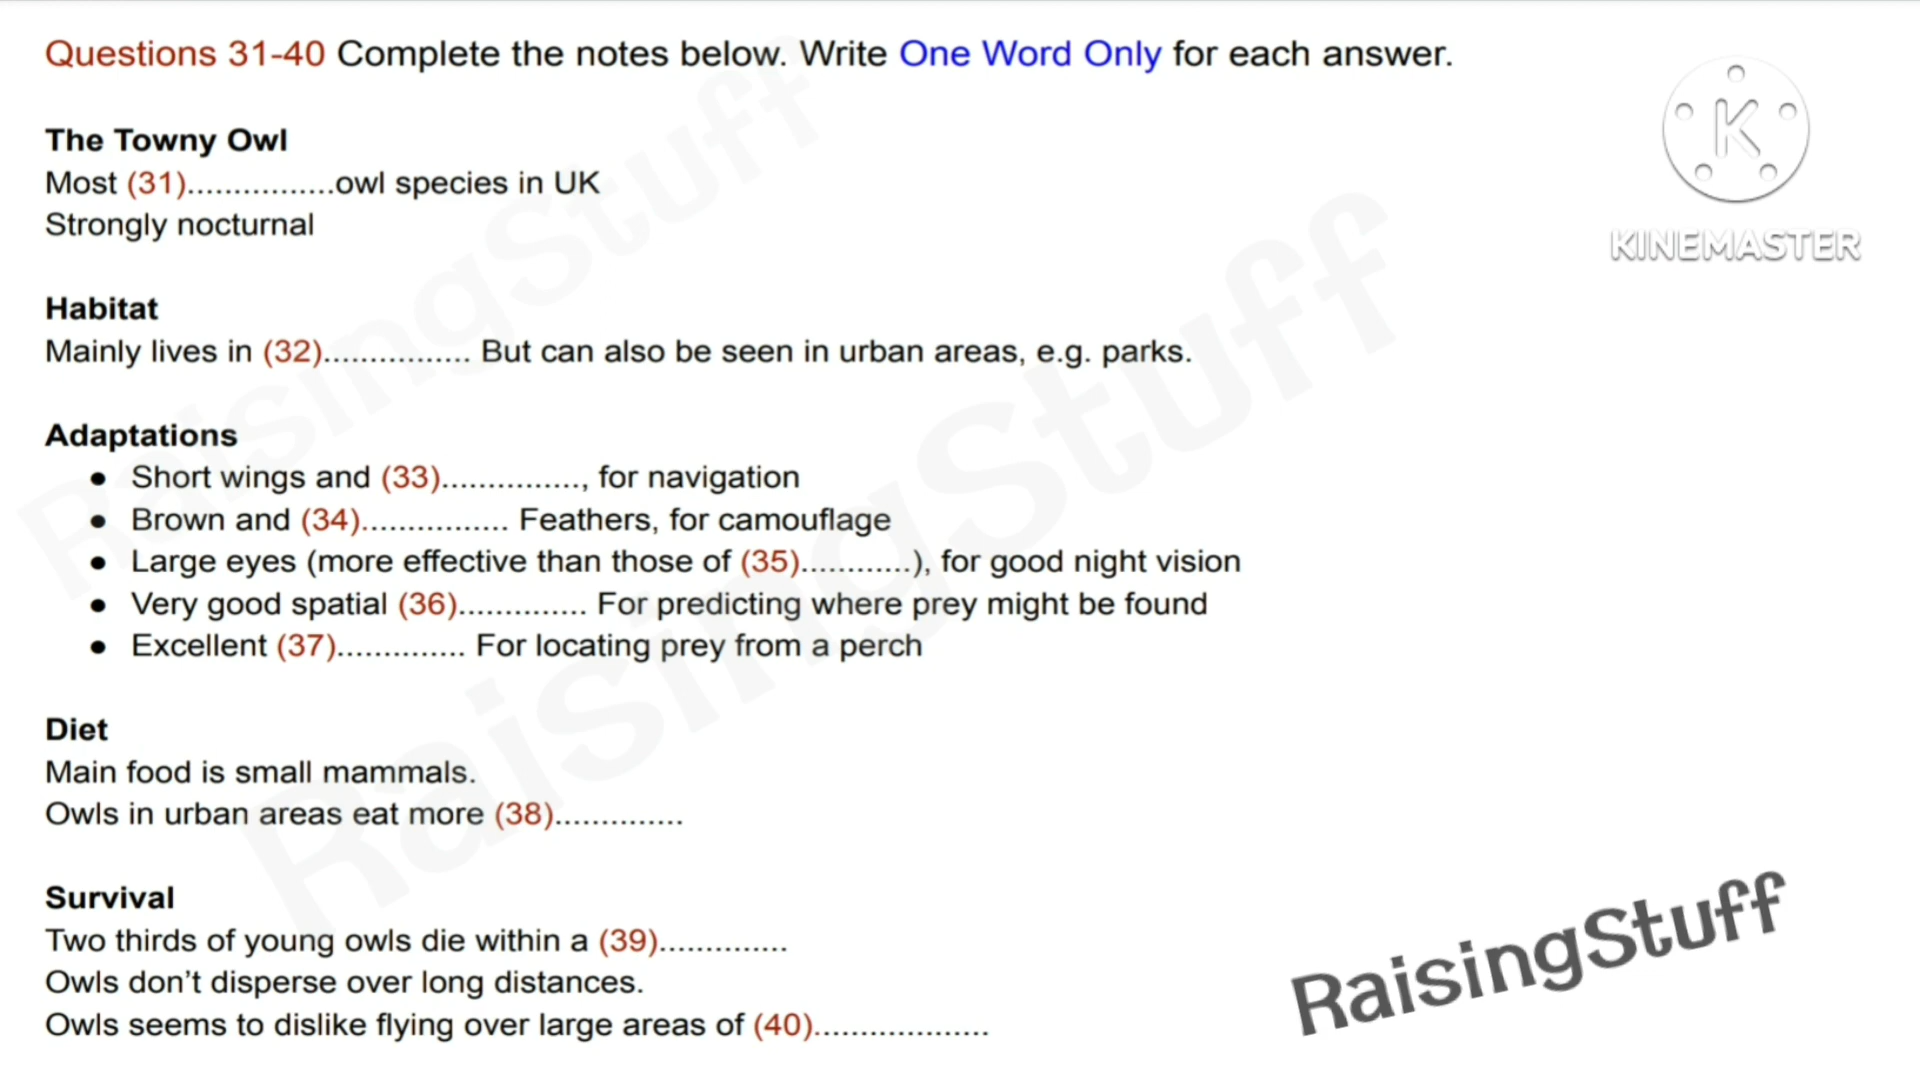 Questions 31-40 Complete the notes below. Write One Word Only for each answer.
The Towny Owl
Most (31)................owl species in UK
Strongly nocturnal
Habitat
Mainly lives in (32)................ But can also be seen in urban areas, e.g. parks.
Adaptations
● Short wings and (33)..............., for navigation
● Brown and (34)................ Feathers, for camouflage
● Large eyes (more effective than those of (35)............), for good night vision
● Very good spatial (36).............. For predicting where prey might be found
● Excellent (37).............. For locating prey from a perch
Diet
Main food is small mammals.
Owls in urban areas eat more (38)..............
Survival
Two thirds of young owls die within a (39)..............
Owls don’t disperse over long distances.
Owls seems to dislike flying over large areas of (40)...................
K
KINEMASTER
RaisingStuff
RaisingStuff
RaisingStuff